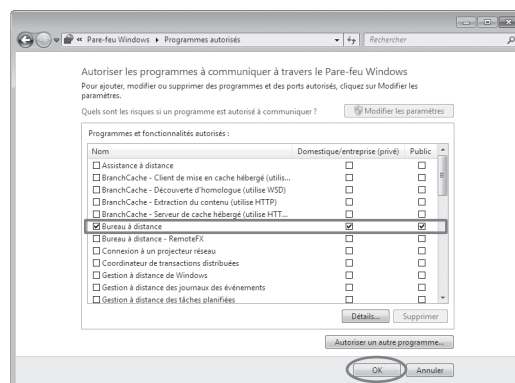 « Pare-feu Windows ▸ Programmes autorisés
Rechercher
Autoriser les programmes à communiquer à travers le Pare-feu Windows
Pour ajouter, modifier ou supprimer des programmes et des ports autorisés, cliquez sur Modifier les
paramètres.
Quels sont les risques si un programme est autorisé à communiquer ?
Modifier les paramètres
Programmes et fonctionnalités autorisés :
Nom Domestique/entreprise (privé) Public
Assistance à distance
BranchCache - Client de mise en cache hébergé (utilis...
BranchCache - Découverte d'homologue (utilise WSD)
BranchCache - Extraction du contenu (utilise HTTP)
BranchCache - Serveur de cache hébergé (utilise HTT...
Bureau à distance
Bureau à distance - RemoteFX
Connexion à un projecteur réseau
Coordinateur de transactions distribuées
Gestion à distance de Windows
Gestion à distance des journaux des événements
Gestion à distance des tâches planifiées
Détails... Supprimer
Autoriser un autre programme...
OK Annuler